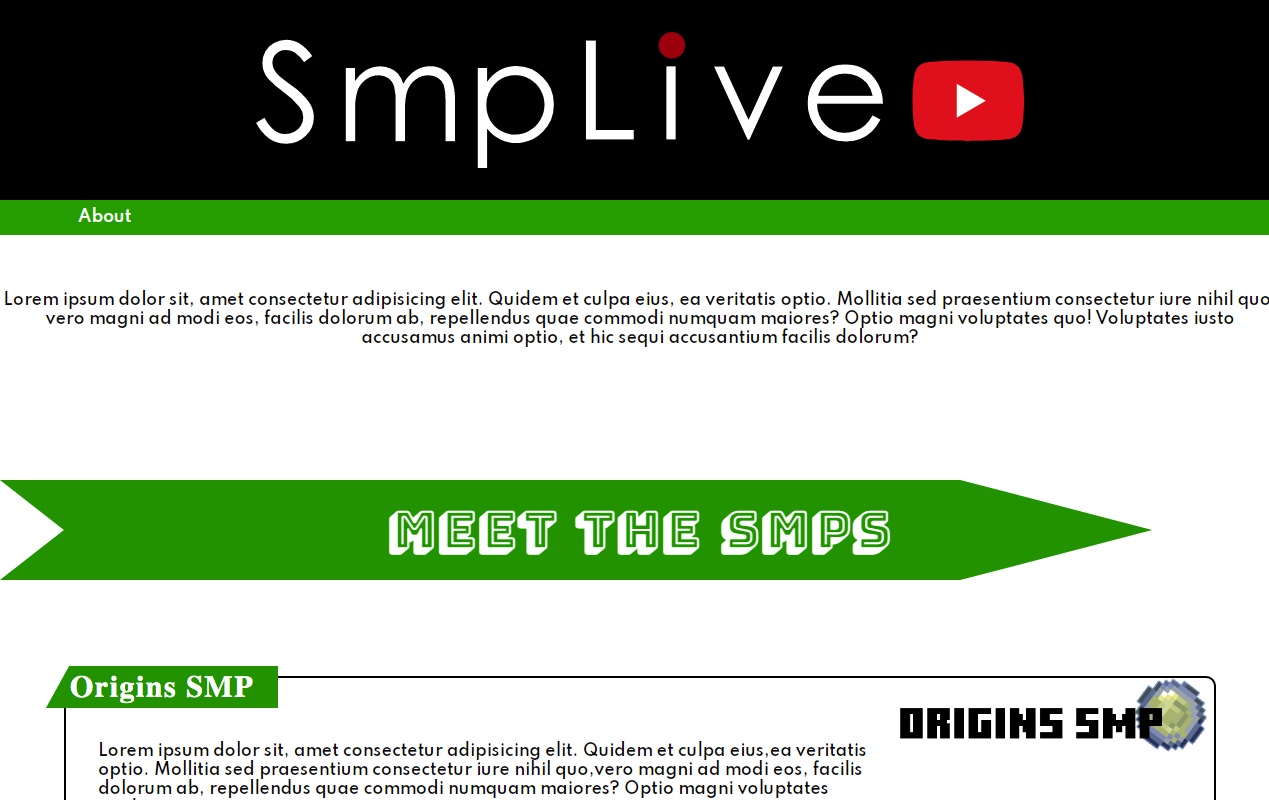 SmpLive
About
Lorem ipsum dolor sit, amet consectetur adipisicing elit. Quidem et culpa eius, ea veritatis optio. Mollitia sed praesentium consectetur iure nihil quo
vero magni ad modi eos, facilis dolorum ab, repellendus quae commodi numquam maiores? Optio magni voluptates quo! Voluptates iusto
accusamus animi optio, et hic sequi accusantium facilis dolorum?
MEET THE SMPS
Origins SMP
ORIGINS SMP
Lorem ipsum dolor sit, amet consectetur adipisicing elit. Quidem et culpa eius,ea veritatis
optio. Mollitia sed praesentium consectetur iure nihil quo,vero magni ad modi eos, facilis
dolorum ab, repellendus quae commodi numquam maiores? Optio magni voluptates